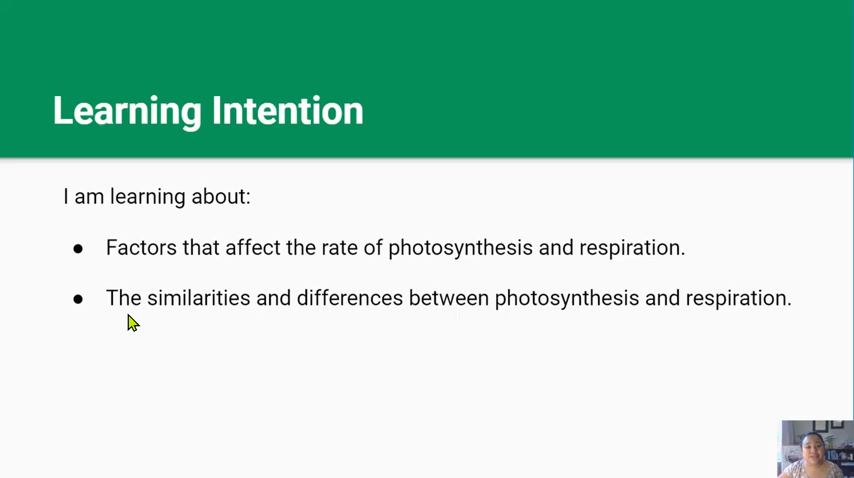 Learning Intention
I am learning about:
● Factors that affect the rate of photosynthesis and respiration.
● The similarities and differences between photosynthesis and respiration.